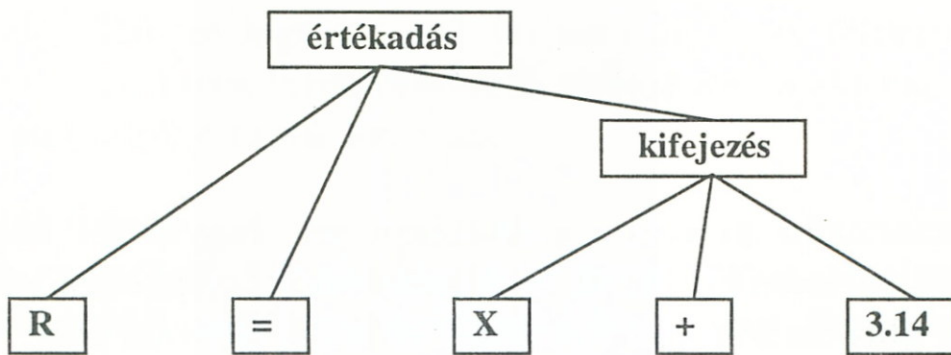 értékadás
kifejezés
R = X + 3.14